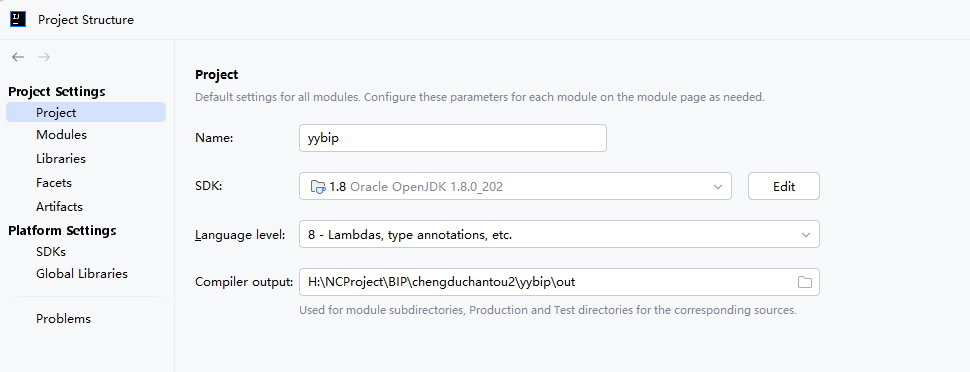 Project Structure
Project Settings
Project
Modules
Libraries
Facets
Artifacts
Platform Settings
SDKs
Global Libraries
Problems
Project
Default settings for all modules. Configure these parameters for each module on the module page as needed.
Name: yybip
SDK: 1.8 Oracle OpenJDK 1.8.0_202 Edit
Language level: 8 - Lambdas, type annotations, etc.
Compiler output: H:\NCProject\BIP\chengduchantou2\yybip\out
Used for module subdirectories, Production and Test directories for the corresponding sources.